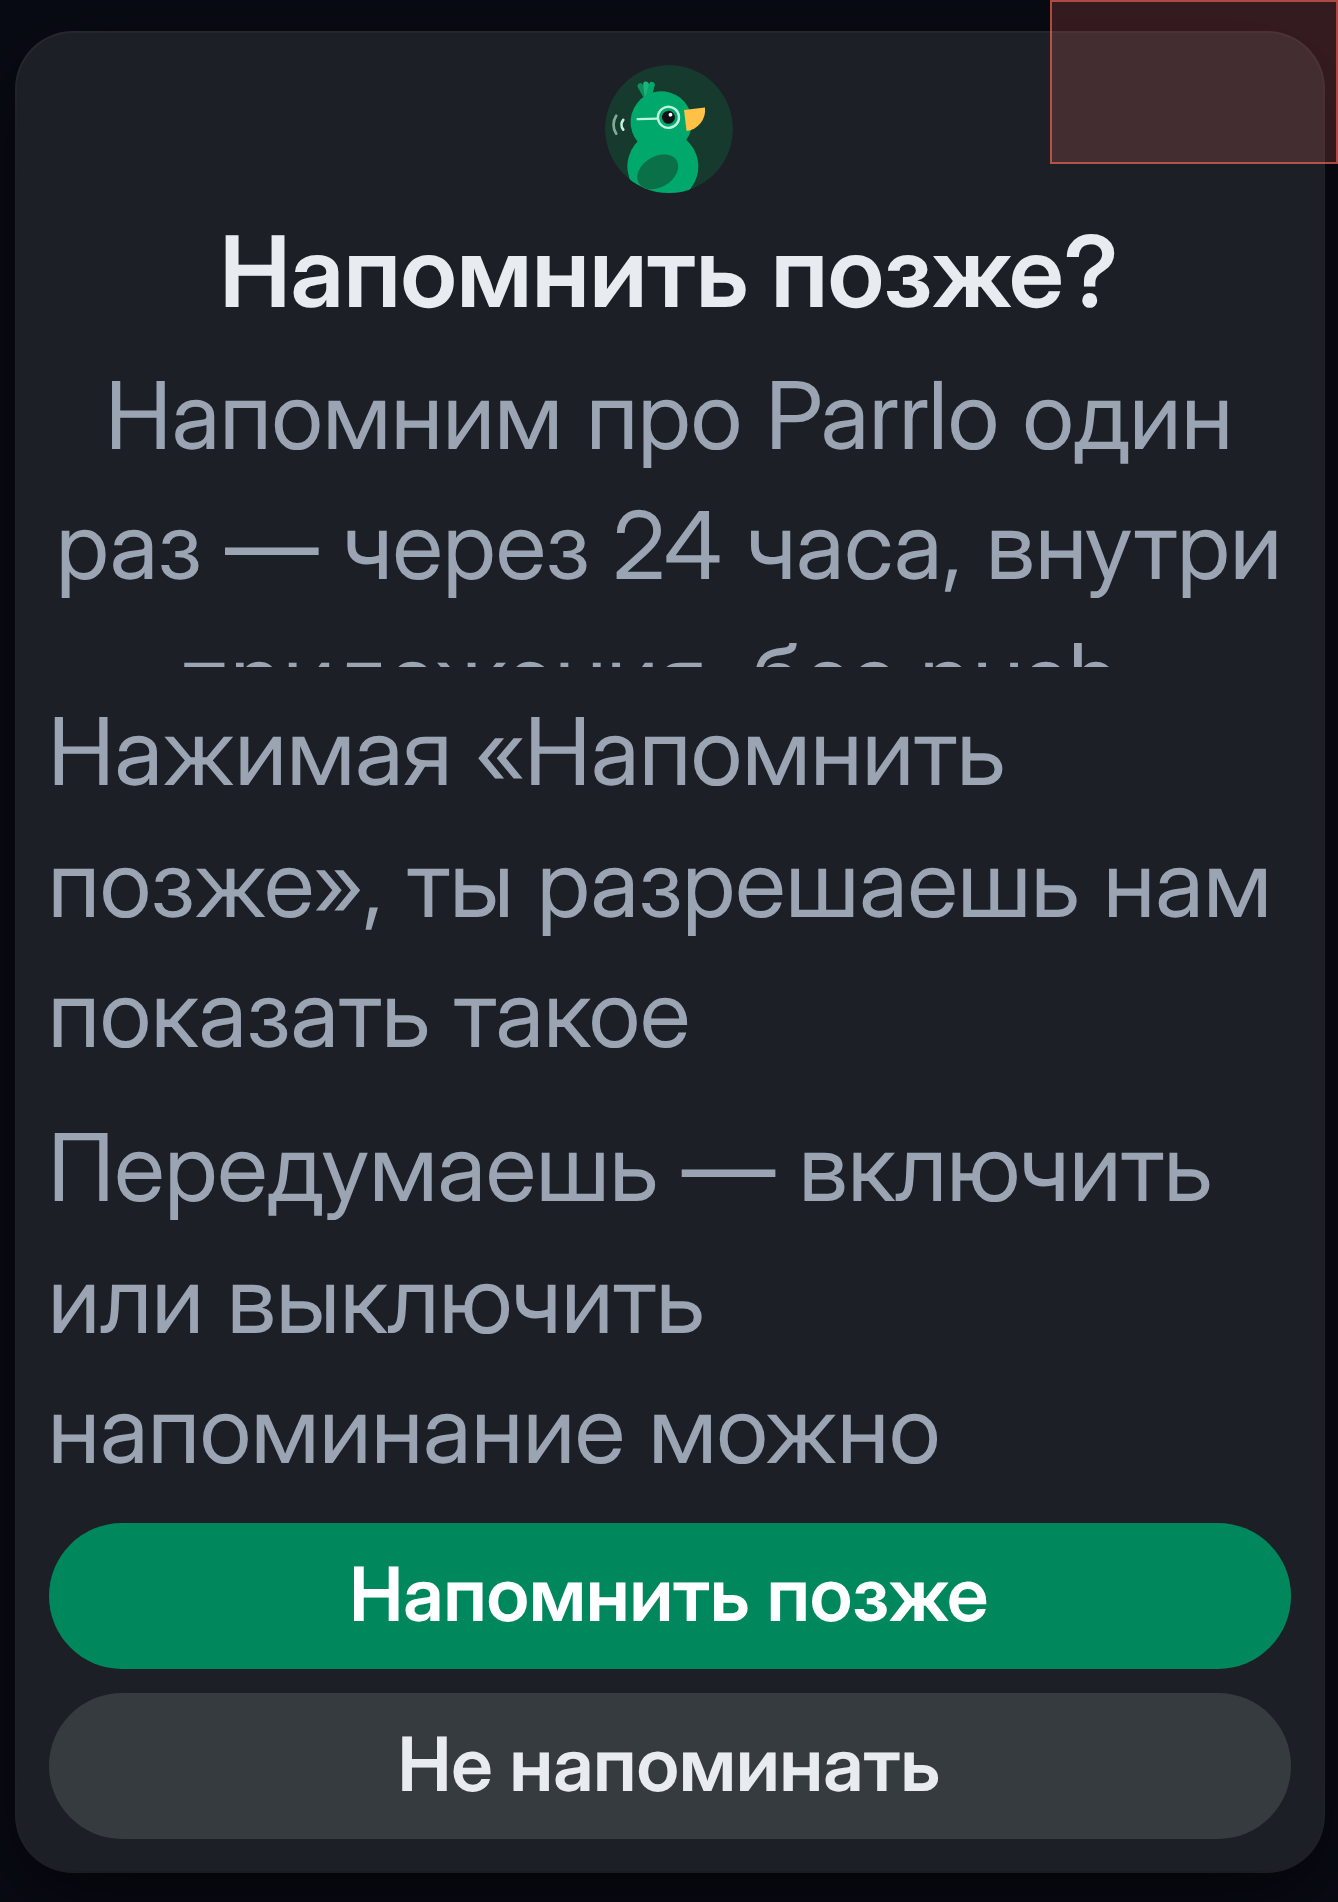 Напомнить позже?
Напомним про Parrlo один
раз — через 24 часа, внутри
Нажимая «Напомнить
позже», ты разрешаешь нам
показать такое
Передумаешь — включить
или выключить
напоминание можно
Напомнить позже
Не напоминать